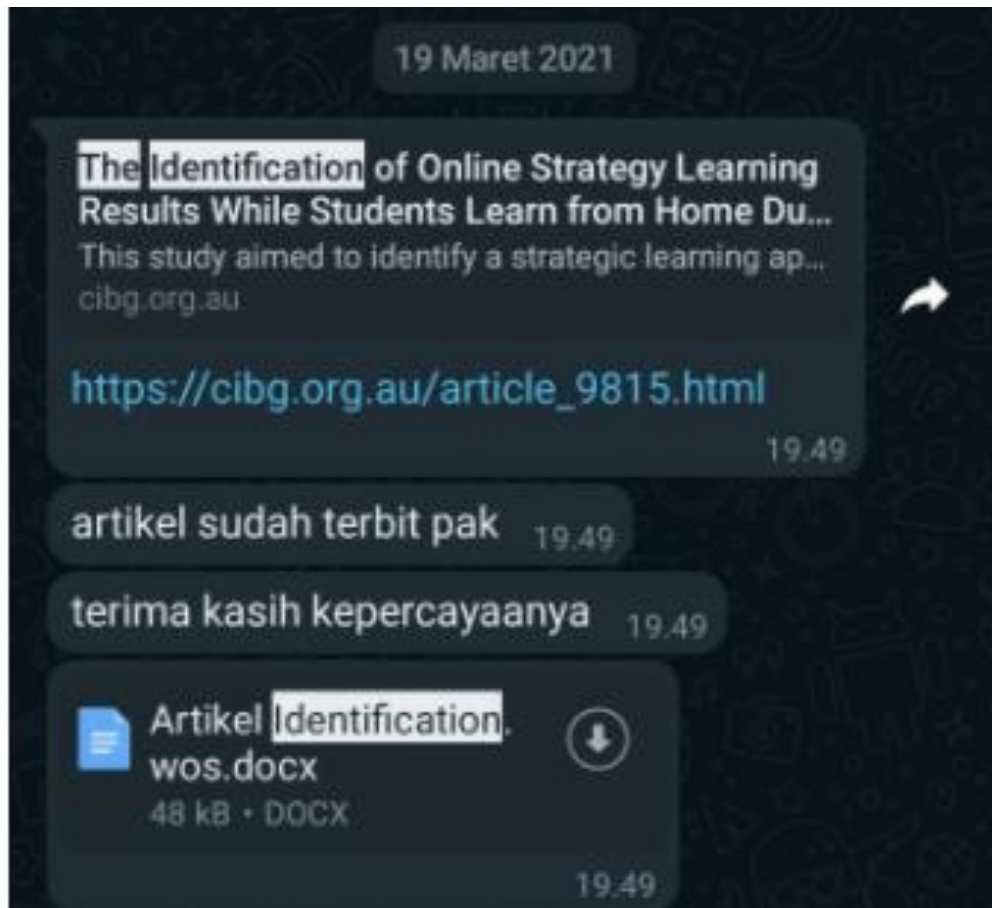 19 Maret 2021
The Identification of Online Strategy Learning
Results While Students Learn from Home Du...
This study aimed to identify a strategic learning ap...
cibg.org.au
https://cibg.org.au/article_9815.html
19.49
artikel sudah terbit pak 19.49
terima kasih kepercayaanya 19.49
Artikel Identification.
wos.docx
48 kB • DOCX
19.49